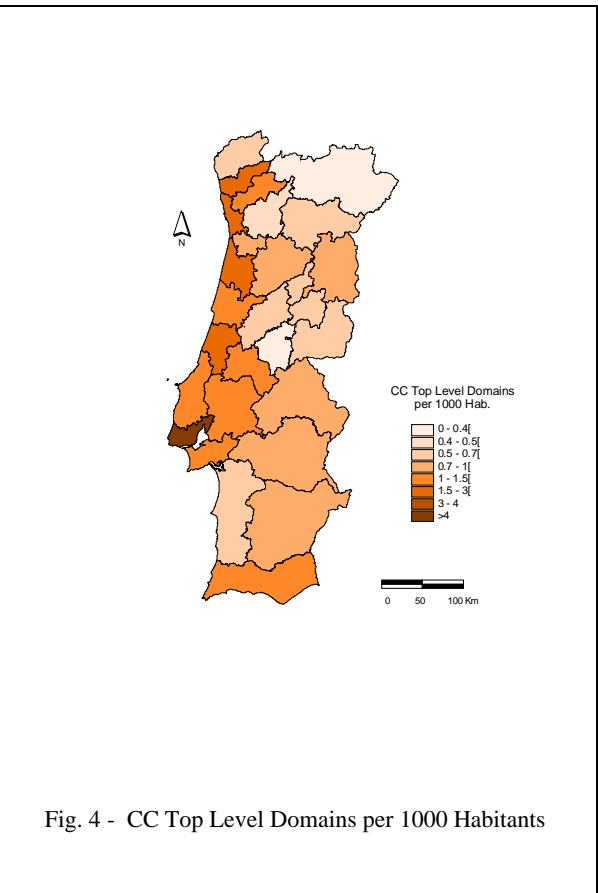 N
CC Top Level Domains
per 1000 Hab.
0 - 0.4[
0.4 - 0.5[
0.5 - 0.7[
0.7 - 1[
1 - 1.5[
1.5 - 3[
3 - 4
>4
0 50 100 Km
Fig. 4 - CC Top Level Domains per 1000 Habitants